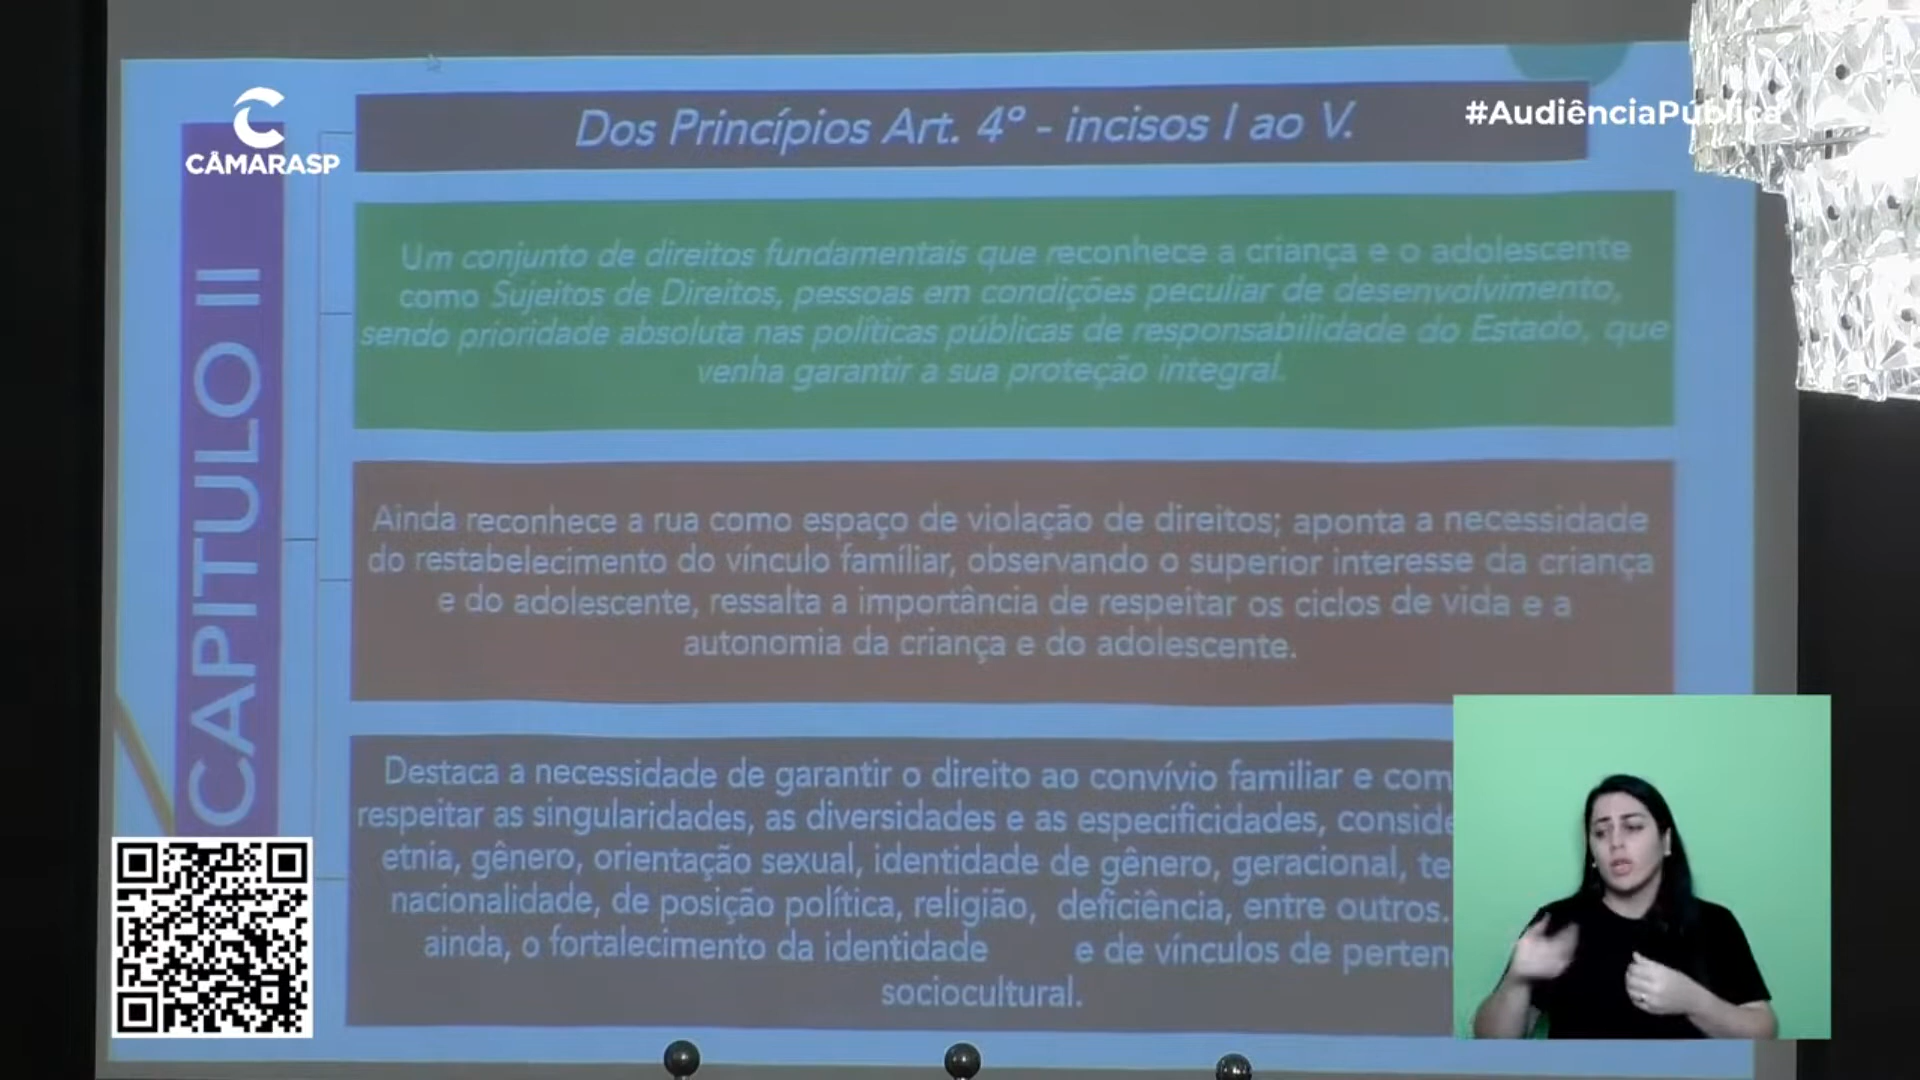 CÂMARASP
#AudiênciaPública
CAPITULO II
Dos Princípios Art. 4º - incisos I ao V.
Um conjunto de direitos fundamentais que reconhece a criança e o adolescente
como Sujeitos de Direitos, pessoas em condições peculiar de desenvolvimento,
sendo prioridade absoluta nas políticas públicas de responsabilidade do Estado, que
venha garantir a sua proteção integral.
Ainda reconhece a rua como espaço de violação de direitos; aponta a necessidade
do restabelecimento do vínculo famíliar, observando o superior interesse da criança
e do adolescente, ressalta a importância de respeitar os ciclos de vida e a
autonomia da criança e do adolescente.
Destaca a necessidade de garantir o direito ao convívio familiar e
respeitar as singularidades, as diversidades e as especificidades,
etnia, gênero, orientação sexual, identidade de gênero, geracional,
nacionalidade, de posição política, religião, deficiência, entre outros.
ainda, o fortalecimento da identidade e de vínculos de
sociocultural.